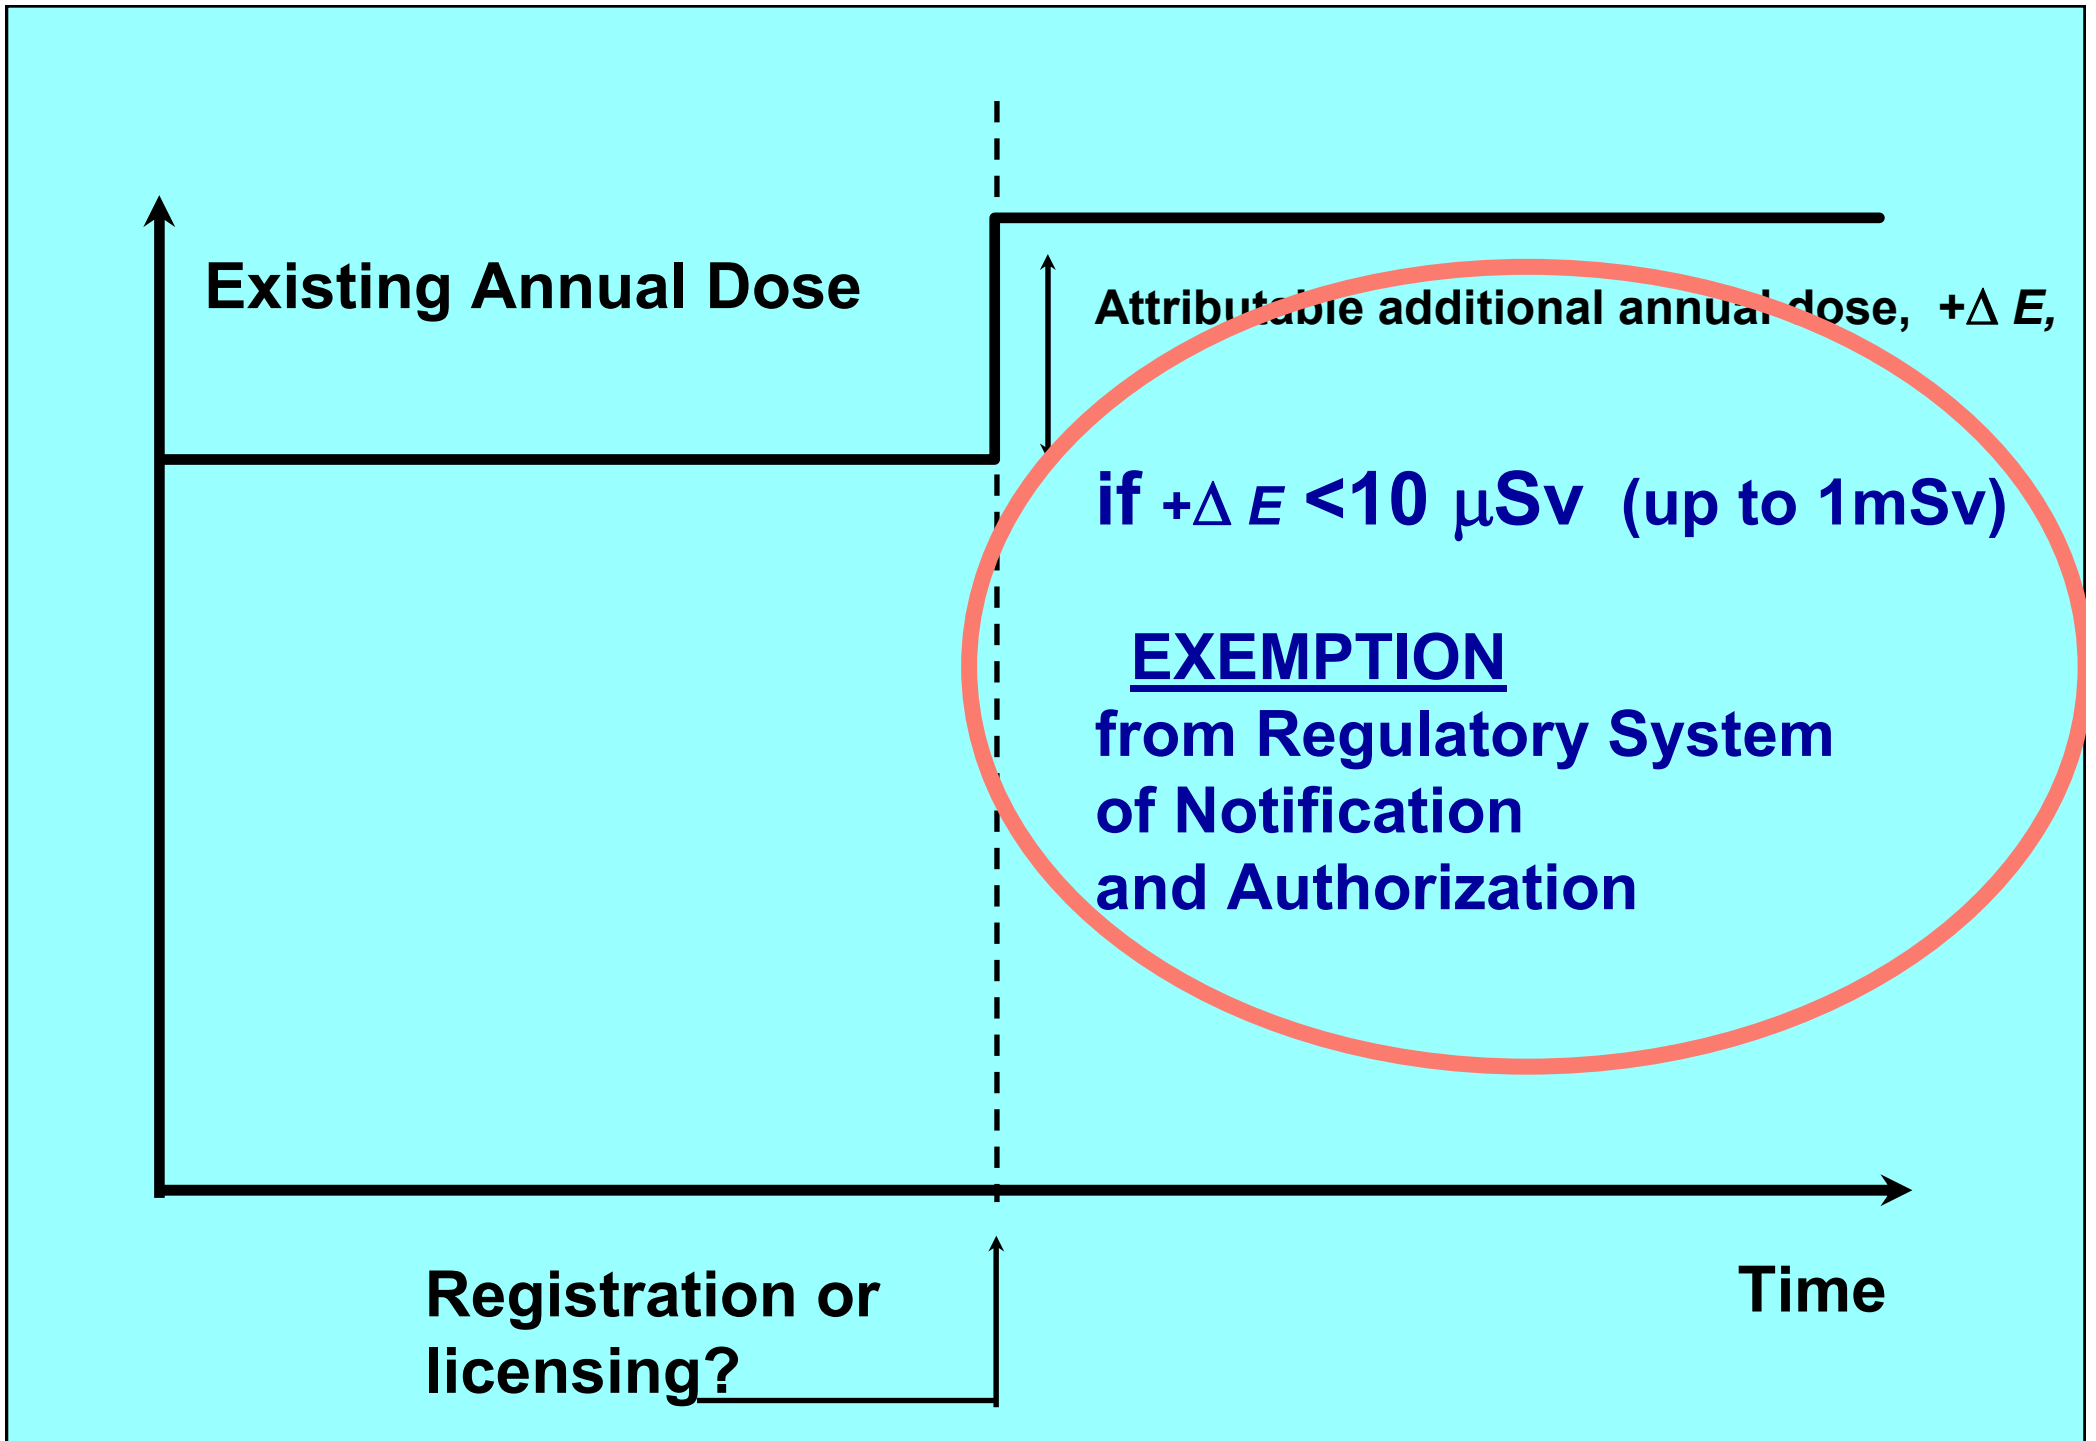 Existing Annual Dose
Attributable additional annual dose, +Δ E,
if +Δ E <10 μSv (up to 1mSv)
EXEMPTION
from Regulatory System
of Notification
and Authorization
Registration or
licensing?
Time